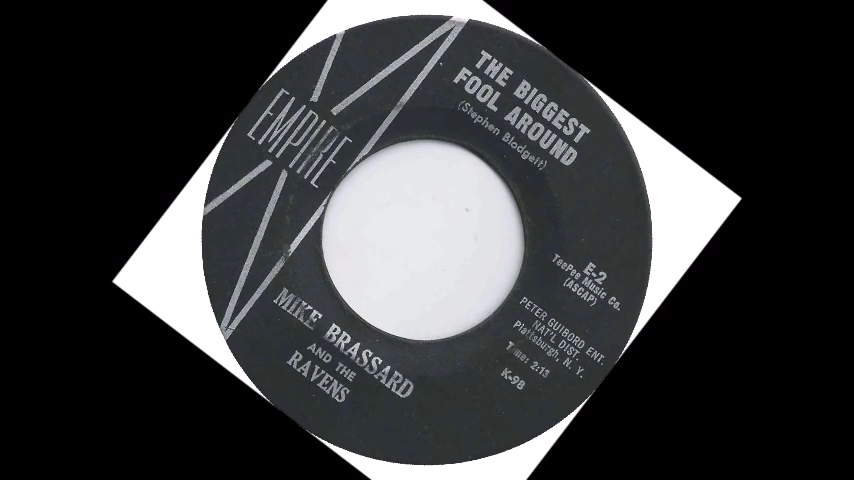 EMPIRE
THE BIGGEST
FOOL AROUND
(Stephen Blodgett)
E-2
TeePee Music Co.
(ASCAP)
PETER GUIBORD ENT.
NAT'L DIST.
Plattsburgh, N. Y.
Time: 2:13
K-98
MIKE BRASSARD
AND THE
RAVENS